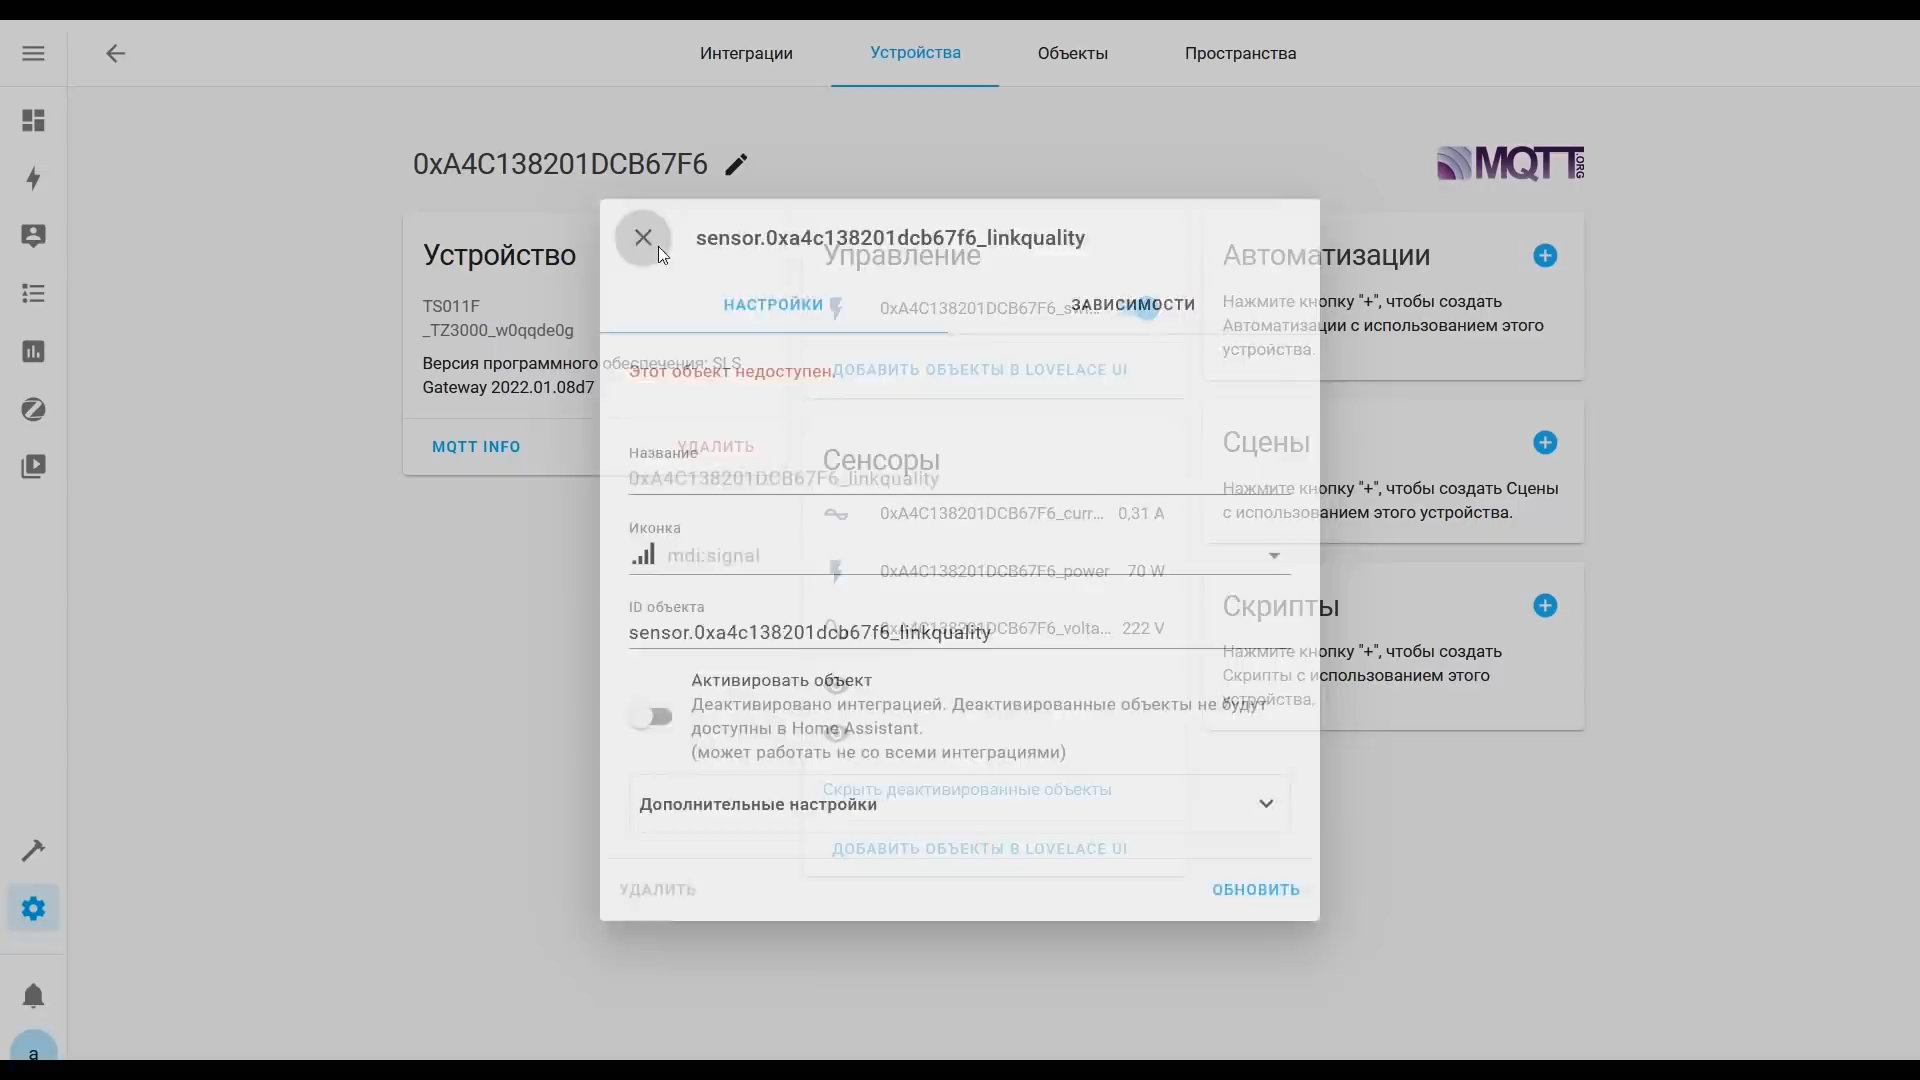 Интеграции
Устройства
Объекты
Пространства
0xA4C138201DCB67F6
MQTT.ORG
Устройство
TS011F
_TZ3000_w0qqde0g
Версия программного обеспечения: SLS
Gateway 2022.01.08d7
MQTT INFO
УДАЛИТЬ
sensor.0xa4c138201dcb67f6_linkquality
НАСТРОЙКИ
ЗАВИСИМОСТИ
Этот объект недоступен.
Название
0xA4C138201DCB67F6_linkquality
Иконка
mdi:signal
ID объекта
sensor.0xa4c138201dcb67f6_linkquality
Активировать объект
Деактивировано интеграцией. Деактивированные объекты не будут
доступны в Home Assistant.
(может работать не со всеми интеграциями)
Дополнительные настройки
УДАЛИТЬ
ОБНОВИТЬ
Управление
0xA4C138201DCB67F6_swi...
ДОБАВИТЬ ОБЪЕКТЫ В LOVELACE UI
Сенсоры
0xA4C138201DCB67F6_curr... 0,31 A
0xA4C138201DCB67F6_power 70 W
0xA4C138201DCB67F6_volta... 222 V
Скрыть деактивированные объекты
ДОБАВИТЬ ОБЪЕКТЫ В LOVELACE UI
Автоматизации
Нажмите кнопку "+", чтобы создать
Автоматизации с использованием этого
устройства.
Сцены
Нажмите кнопку "+", чтобы создать Сцены
с использованием этого устройства.
Скрипты
Нажмите кнопку "+", чтобы создать
Скрипты с использованием этого
устройства.
a